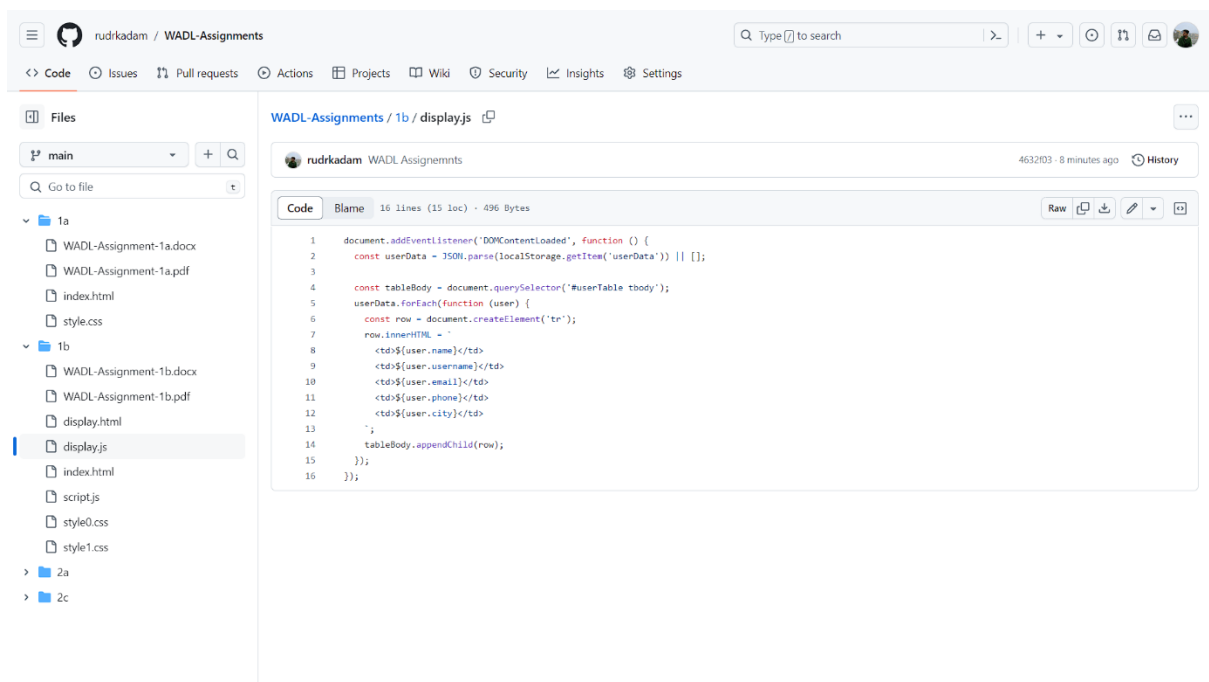 rudrkadam / WADL-Assignments
Type / to search
Code
Issues
Pull requests
Actions
Projects
Wiki
Security
Insights
Settings
Files
main
Go to file
t
1a
WADL-Assignment-1a.docx
WADL-Assignment-1a.pdf
index.html
style.css
1b
WADL-Assignment-1b.docx
WADL-Assignment-1b.pdf
display.html
display.js
index.html
script.js
style0.css
style1.css
2a
2c
WADL-Assignments / 1b / display.js
rudrkadam WADL Assignemnts
4632f03 · 8 minutes ago
History
Code
Blame
16 lines (15 loc) · 496 Bytes
Raw
1 document.addEventListener('DOMContentLoaded', function () {
2 const userData = JSON.parse(localStorage.getItem('userData')) || [];
3
4 const tableBody = document.querySelector('#userTable tbody');
5 userData.forEach(function (user) {
6 const row = document.createElement('tr');
7 row.innerHTML = `
8 <td>${user.name}</td>
9 <td>${user.username}</td>
10 <td>${user.email}</td>
11 <td>${user.phone}</td>
12 <td>${user.city}</td>
13 `;
14 tableBody.appendChild(row);
15 });
16 });